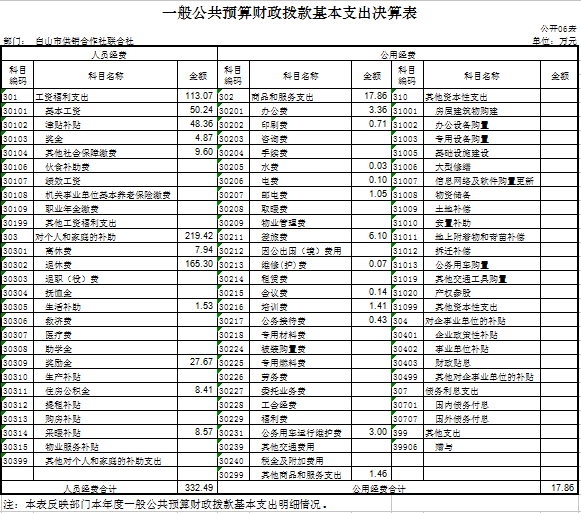 一般公共预算财政拨款基本支出决算表
公开06表
部门： 白山市供销合作社联合社 单位：万元
人员经费 公用经费
科目编码 科目名称 金额 科目编码 科目名称 金额 科目编码 科目名称 金额
301 工资福利支出 113.07 302 商品和服务支出 17.86 310 其他资本性支出
30101 基本工资 50.24 30201 办公费 3.36 31001 房屋建筑物购建
30102 津贴补贴 48.36 30202 印刷费 0.71 31002 办公设备购置
30103 奖金 4.87 30203 咨询费 31003 专用设备购置
30104 其他社会保障缴费 9.60 30204 手续费 31005 基础设施建设
30106 伙食补助费 30205 水费 0.03 31006 大型修缮
30107 绩效工资 30206 电费 0.10 31007 信息网络及软件购置更新
30108 机关事业单位基本养老保险缴费 30207 邮电费 1.05 31008 物资储备
30109 职业年金缴费 30208 取暖费 31009 土地补偿
30199 其他工资福利支出 30209 物业管理费 31010 安置补助
303 对个人和家庭的补助 219.42 30211 差旅费 6.10 31011 地上附着物和青苗补偿
30301 离休费 7.94 30212 因公出国（境）费用 31012 拆迁补偿
30302 退休费 165.30 30213 维修(护)费 0.07 31013 公务用车购置
30303 退职（役）费 30214 租赁费 31019 其他交通工具购置
30304 抚恤金 30215 会议费 0.14 31020 产权参股
30305 生活补助 1.53 30216 培训费 1.41 31099 其他资本性支出
30306 救济费 30217 公务接待费 0.43 304 对企事业单位的补贴
30307 医疗费 30218 专用材料费 30401 企业政策性补贴
30308 助学金 30224 被装购置费 30402 事业单位补贴
30309 奖励金 27.67 30225 专用燃料费 30403 财政贴息
30310 生产补贴 30226 劳务费 30499 其他对企事业单位的补贴
30311 住房公积金 8.41 30227 委托业务费 307 债务利息支出
30312 提租补贴 30228 工会经费 30701 国内债务付息
30313 购房补贴 30229 福利费 30707 国外债务付息
30314 采暖补贴 8.57 30231 公务用车运行维护费 3.00 399 其他支出
30315 物业服务补贴 30239 其他交通费用 39906 赠与
30399 其他对个人和家庭的补助支出 30240 税金及附加费用
30299 其他商品和服务支出 1.46
人员经费合计 332.49 公用经费合计 17.86
注：本表反映部门本年度一般公共预算财政拨款基本支出明细情况。